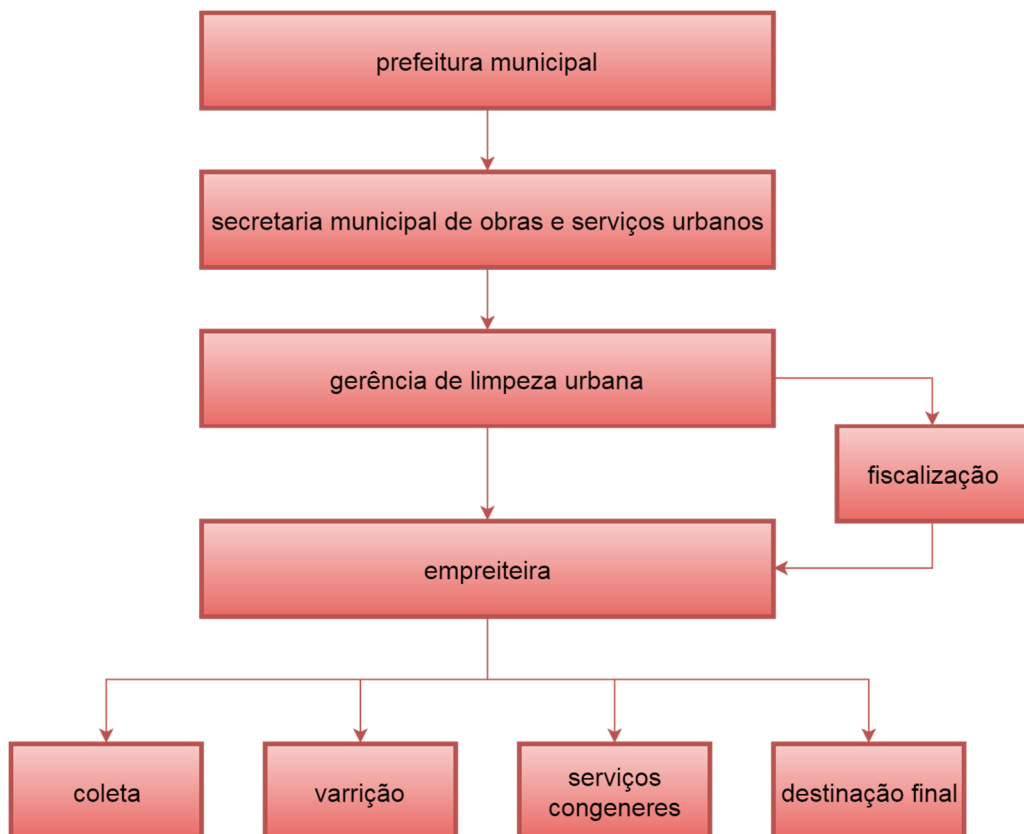 prefeitura municipal
secretaria municipal de obras e serviços urbanos
gerência de limpeza urbana
fiscalização
empreiteira
coleta
varrição
serviços
congeneres
destinação final